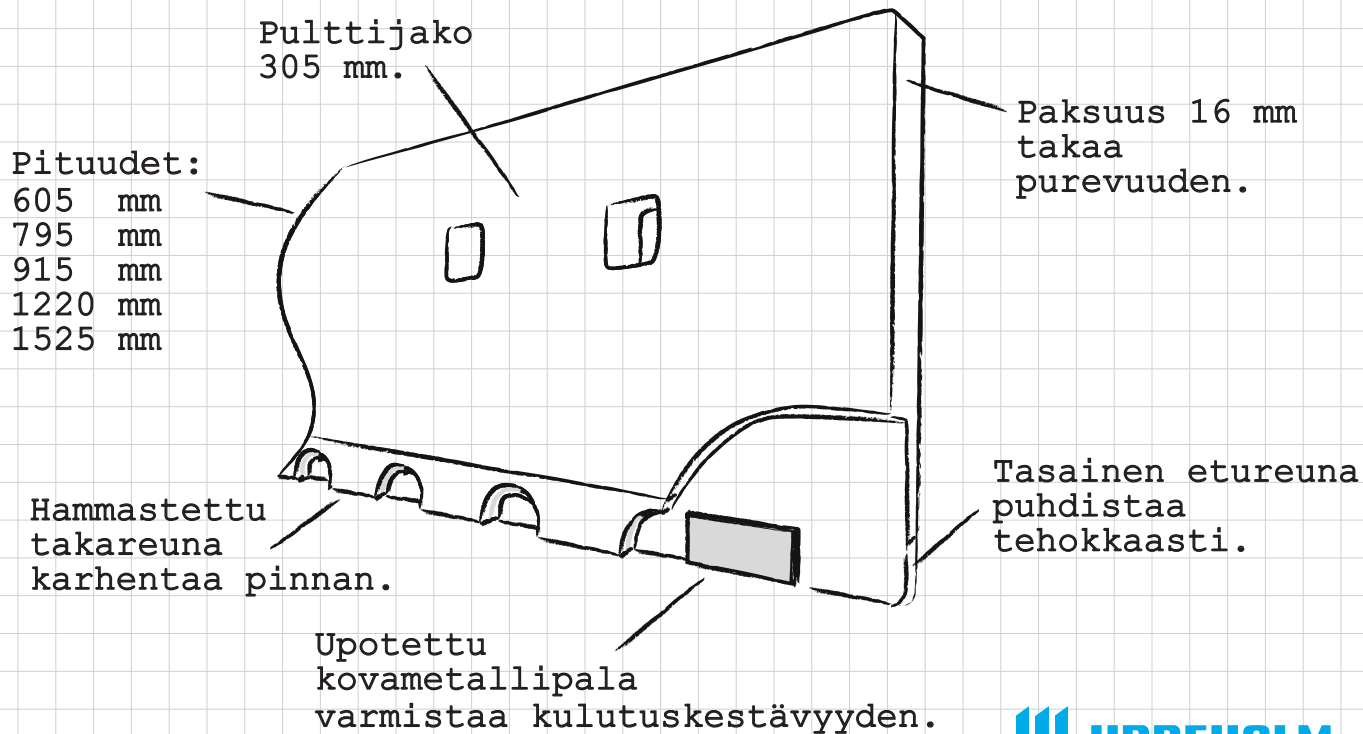 Pulttijako
305 mm.
Paksuus 16 mm
takaa
purevuuden.
Pituudet:
605 mm
795 mm
915 mm
1220 mm
1525 mm
Tasainen etureuna
puhdistaa
tehokkaasti.
Hammastettu
takareuna
karhentaa pinnan.
Upotettu
kovametallipala
varmistaa kulutuskestävyyden.